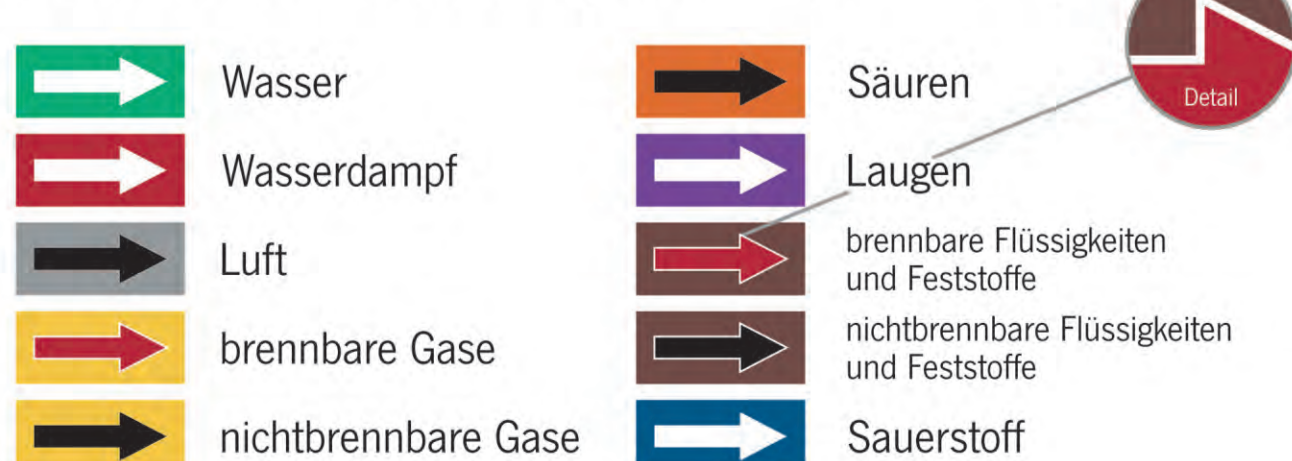 Wasser
Wasserdampf
Luft
brennbare Gase
nichtbrennbare Gase
Säuren
Laugen
brennbare Flüssigkeiten
und Feststoffe
nichtbrennbare Flüssigkeiten
und Feststoffe
Sauerstoff
Detail